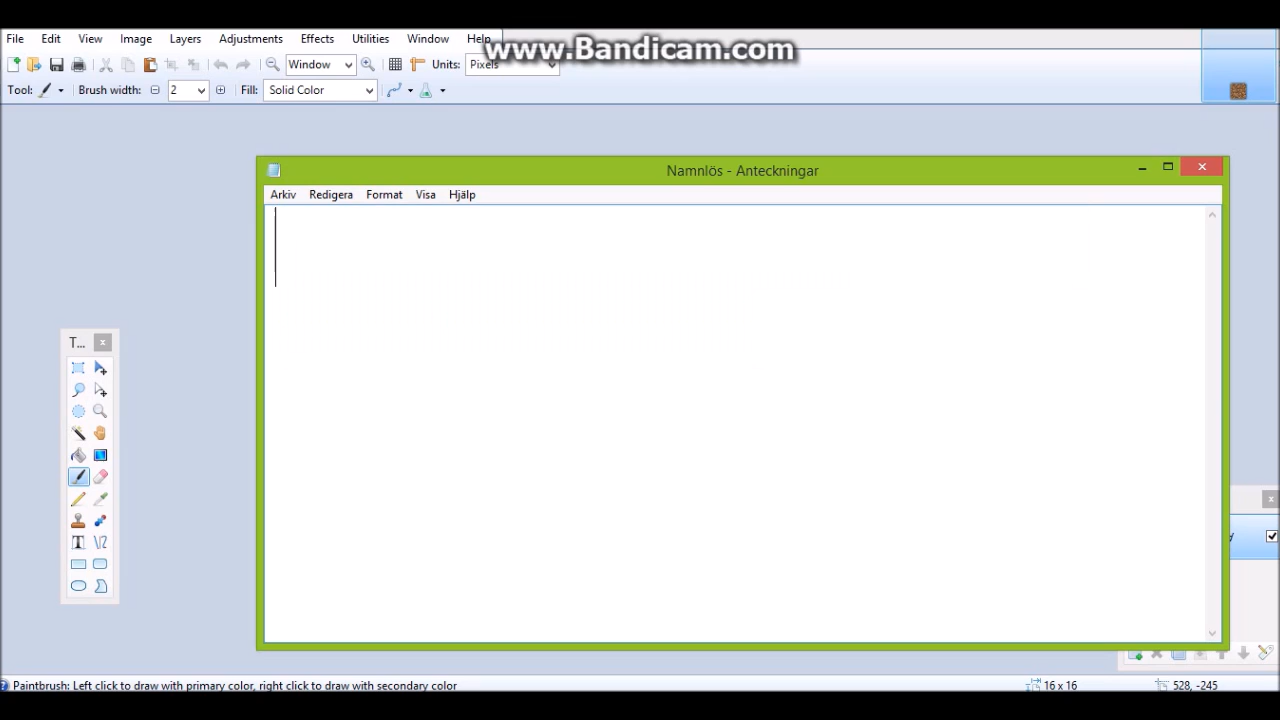 File Edit View Image Layers Adjustments Effects Utilities Window Help
www.Bandicam.com
Window Units: Pixels
Tool: Brush width: 2 Fill: Solid Color
Namnlös - Anteckningar
Arkiv Redigera Format Visa Hjälp
T...
Paintbrush: Left click to draw with primary color, right click to draw with secondary color 16 x 16 528, -245